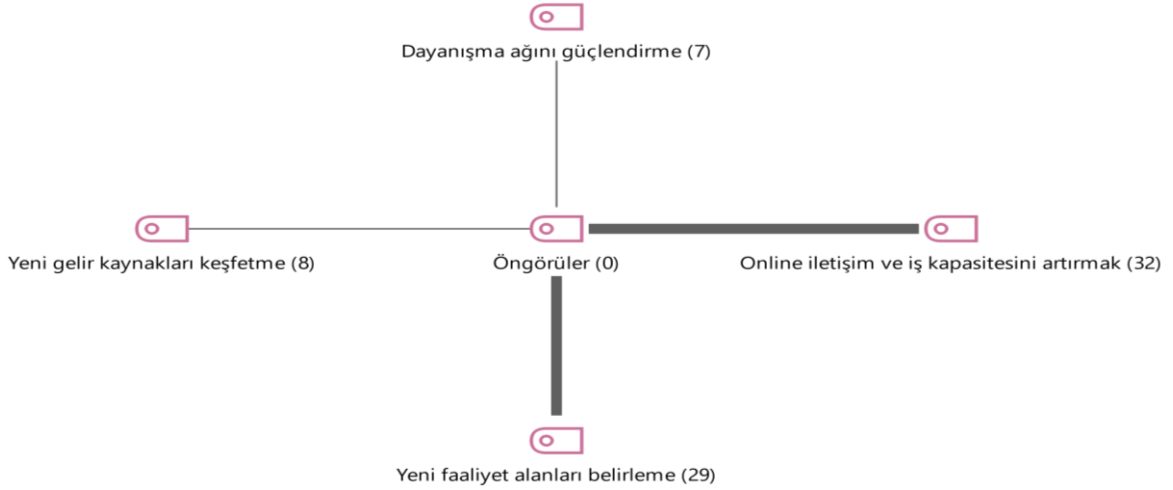 Dayanışma ağını güçlendirme (7)
Yeni gelir kaynakları keşfetme (8)
Öngörüler (0)
Online iletişim ve iş kapasitesini artırmak (32)
Yeni faaliyet alanları belirleme (29)